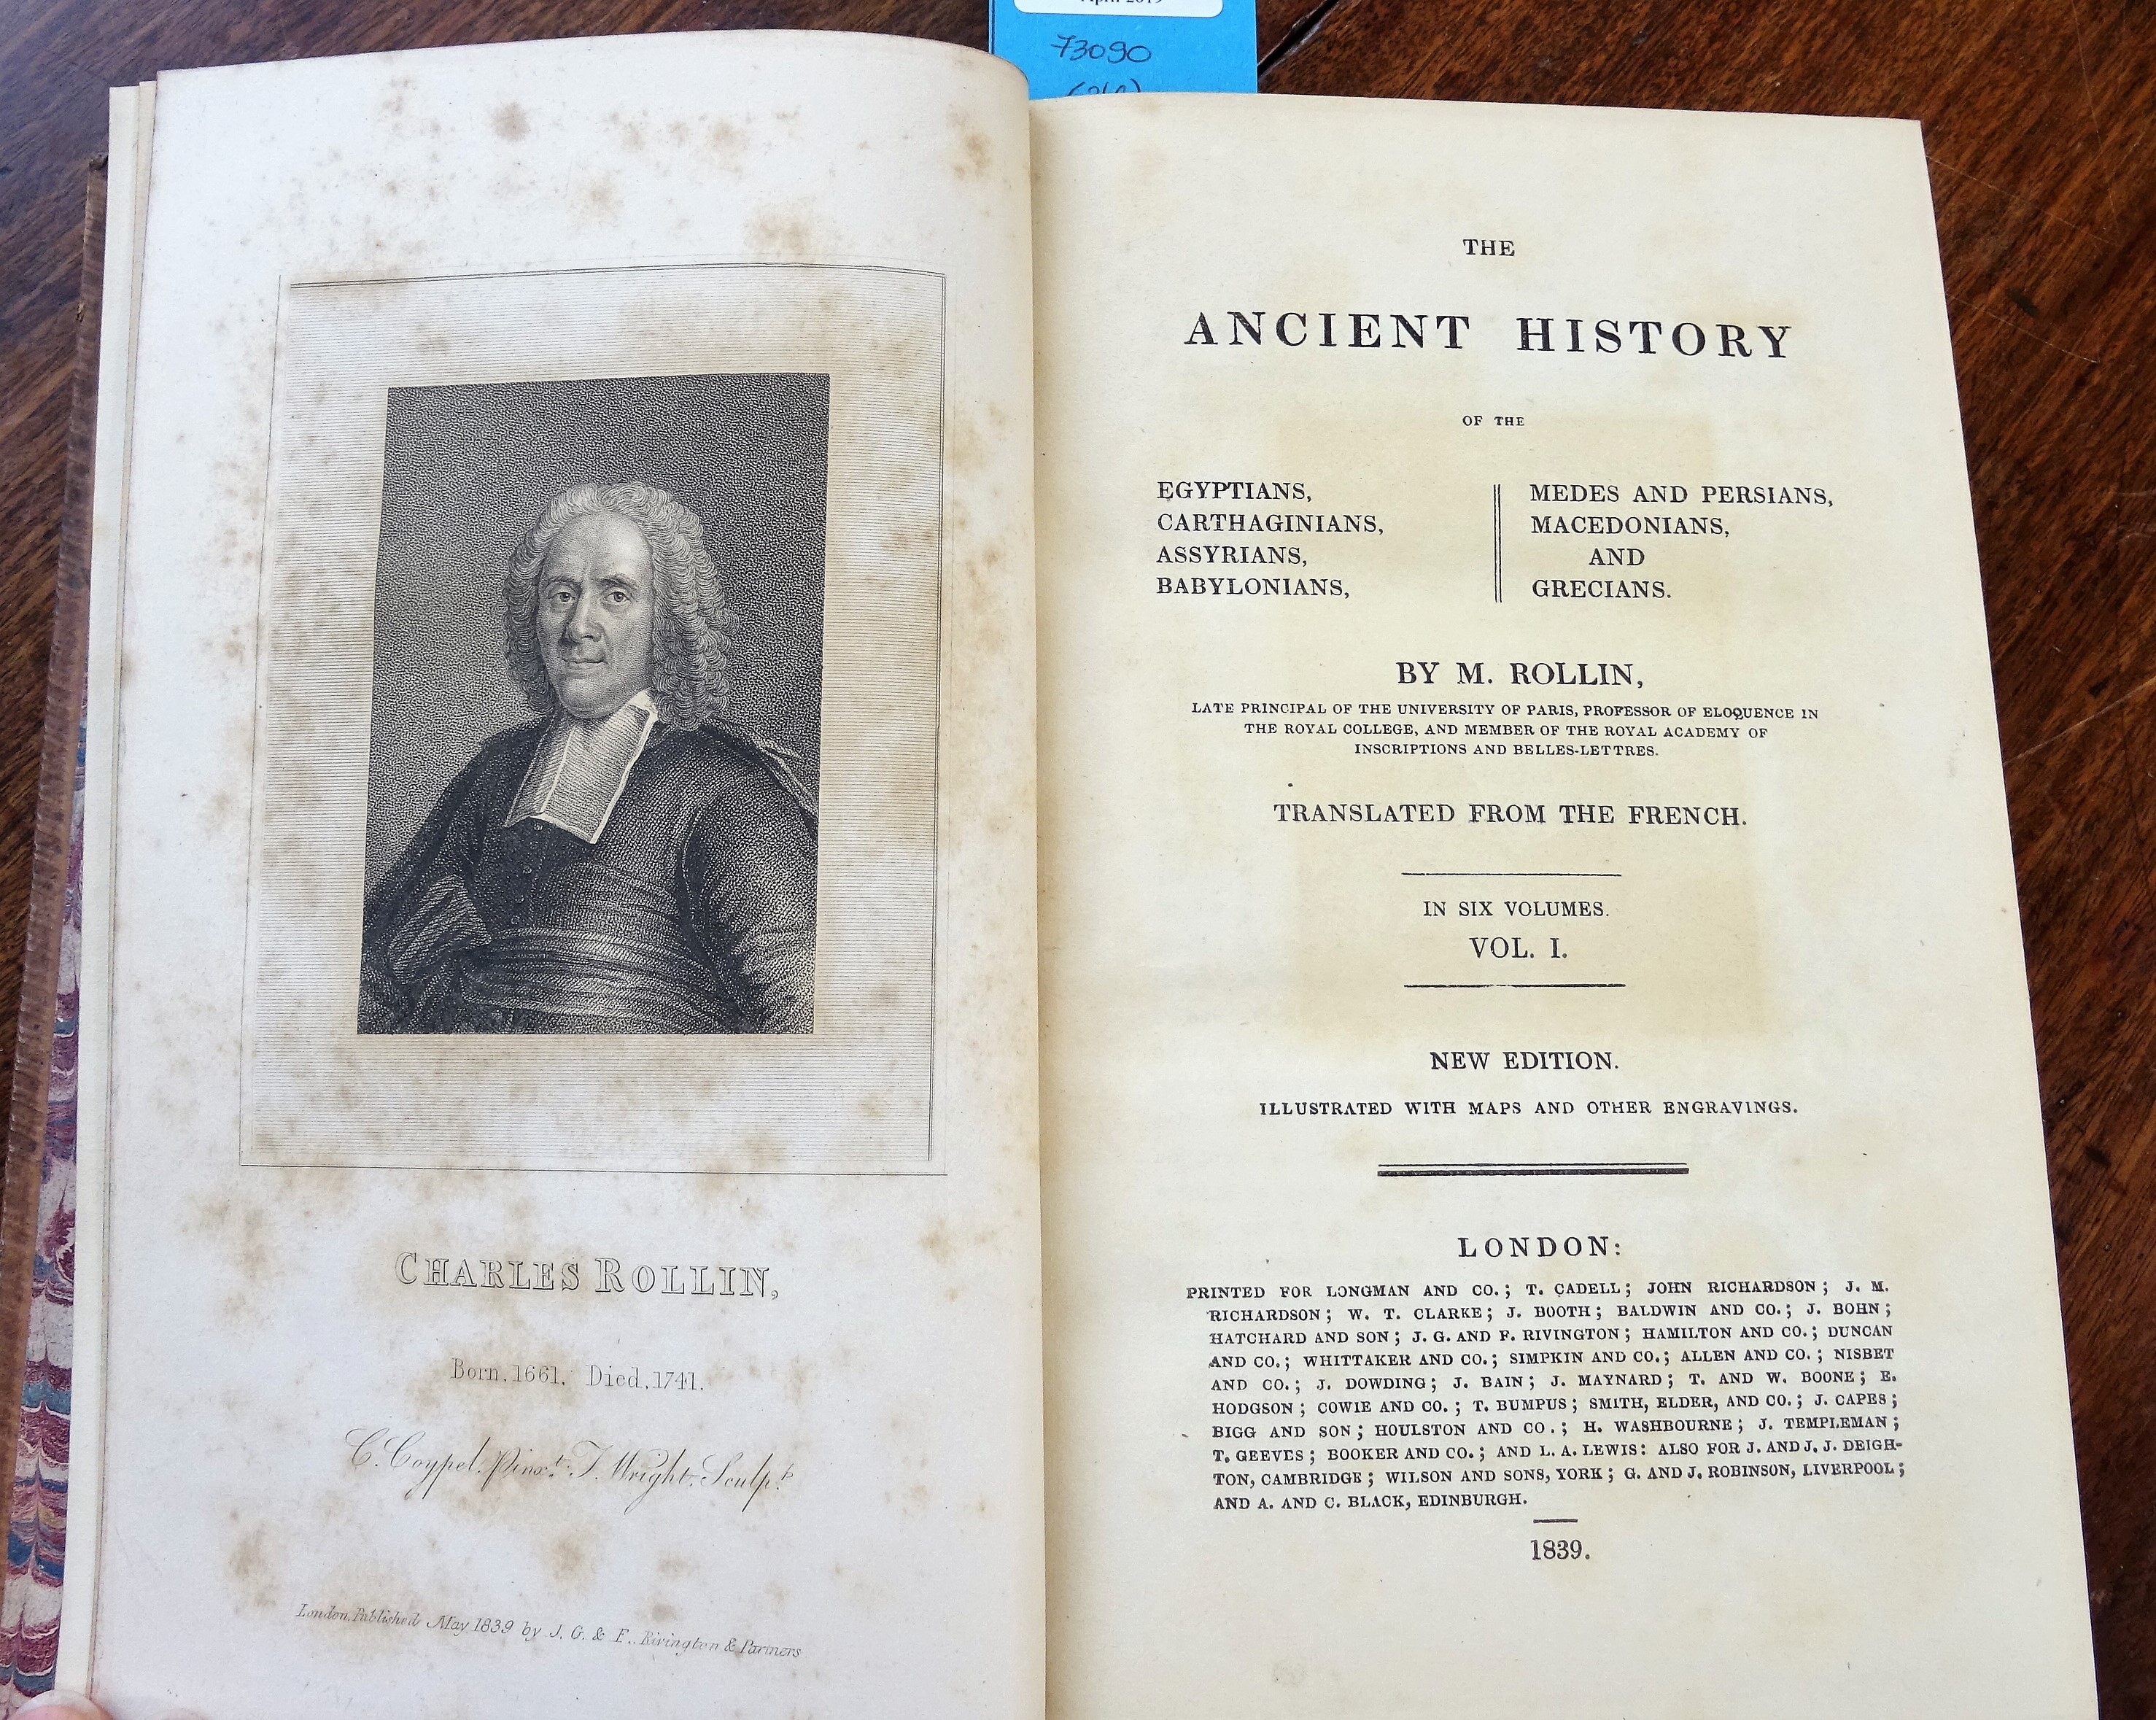 April 2019
73090
CHARLES ROLLIN,
Born, 1661, Died, 1741.
C. Coypel, Pinxt. T. Wright, Sculpt.
London, Published May 1839 by J. G. & F. Rivington & Partners
THE
ANCIENT HISTORY
OF THE
EGYPTIANS,
CARTHAGINIANS,
ASSYRIANS,
BABYLONIANS,
MEDES AND PERSIANS,
MACEDONIANS,
AND
GRECIANS.
BY M. ROLLIN,
LATE PRINCIPAL OF THE UNIVERSITY OF PARIS, PROFESSOR OF ELOQUENCE IN
THE ROYAL COLLEGE, AND MEMBER OF THE ROYAL ACADEMY OF
INSCRIPTIONS AND BELLES-LETTRES.
TRANSLATED FROM THE FRENCH.
IN SIX VOLUMES.
VOL. I.
NEW EDITION.
ILLUSTRATED WITH MAPS AND OTHER ENGRAVINGS.
LONDON:
PRINTED FOR LONGMAN AND CO.; T. CADELL; JOHN RICHARDSON; J. M.
RICHARDSON; W. T. CLARKE; J. BOOTH; BALDWIN AND CO.; J. BOHN;
HATCHARD AND SON; J. G. AND F. RIVINGTON; HAMILTON AND CO.; DUNCAN
AND CO.; WHITTAKER AND CO.; SIMPKIN AND CO.; ALLEN AND CO.; NISBET
AND CO.; J. DOWDING; J. BAIN; J. MAYNARD; T. AND W. BOONE; E.
HODGSON; COWIE AND CO.; T. BUMPUS; SMITH, ELDER, AND CO.; J. CAPES;
BIGG AND SON; HOULSTON AND CO.; H. WASHBOURNE; J. TEMPLEMAN;
T. GEEVES; BOOKER AND CO.; AND L. A. LEWIS: ALSO FOR J. AND J. J. DEIGH-
TON, CAMBRIDGE; WILSON AND SONS, YORK; G. AND J. ROBINSON, LIVERPOOL;
AND A. AND C. BLACK, EDINBURGH.
1839.